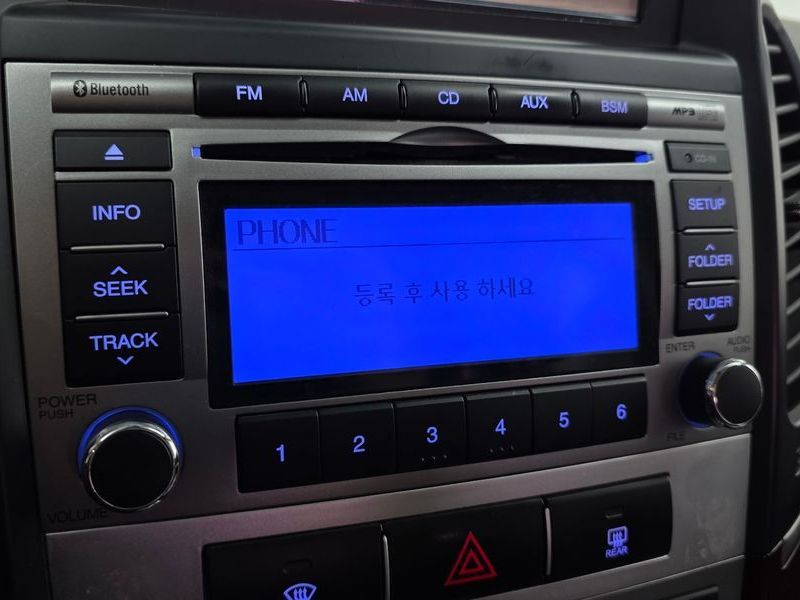 Bluetooth
FM
AM
CD
AUX
BSM
MP3
CD-IN
INFO
SETUP
PHONE
등록 후 사용 하세요
SEEK
FOLDER
TRACK
FOLDER
POWER
PUSH
ENTER
AUDIO
PUSH
1
2
3
4
5
6
VOLUME
FILE
REAR